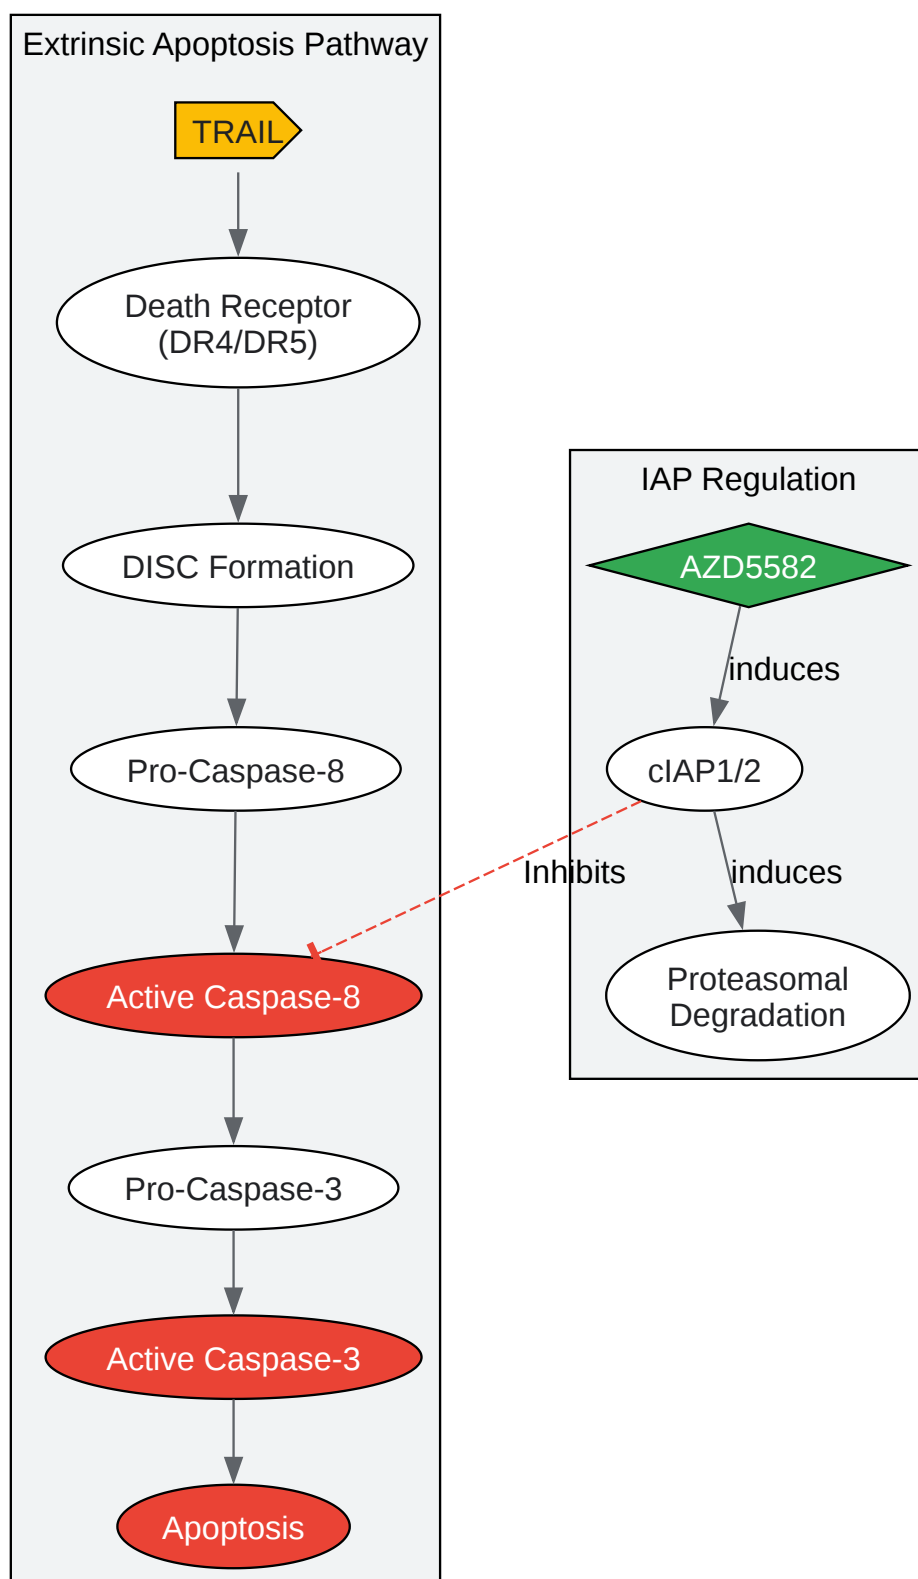 Extrinsic Apoptosis Pathway
TRAIL
Death Receptor
(DR4/DR5)
DISC Formation
Pro-Caspase-8
Active Caspase-8
Pro-Caspase-3
Active Caspase-3
Apoptosis
IAP Regulation
AZD5582
induces
cIAP1/2
Inhibits
induces
Proteasomal
Degradation